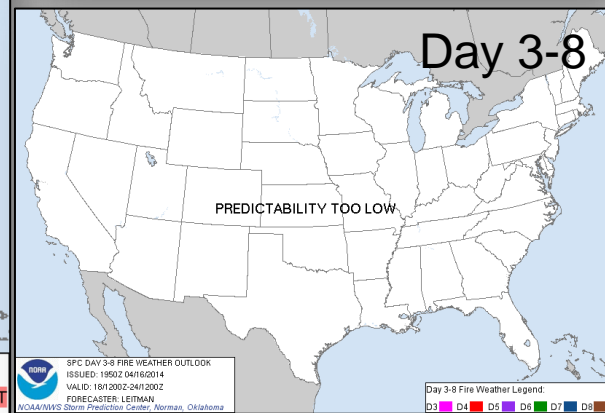 Day 3-8
PREDICTABILITY TOO LOW
NOAA
SPC DAY 3-8 FIRE WEATHER OUTLOOK
ISSUED: 1950Z 04/16/2014
VALID: 18/1200Z-24/1200Z
FORECASTER: LEITMAN
NOAA/NWS Storm Prediction Center, Norman, Oklahoma
Day 3-8 Fire Weather Legend:
D3 D4 D5 D6 D7 D8